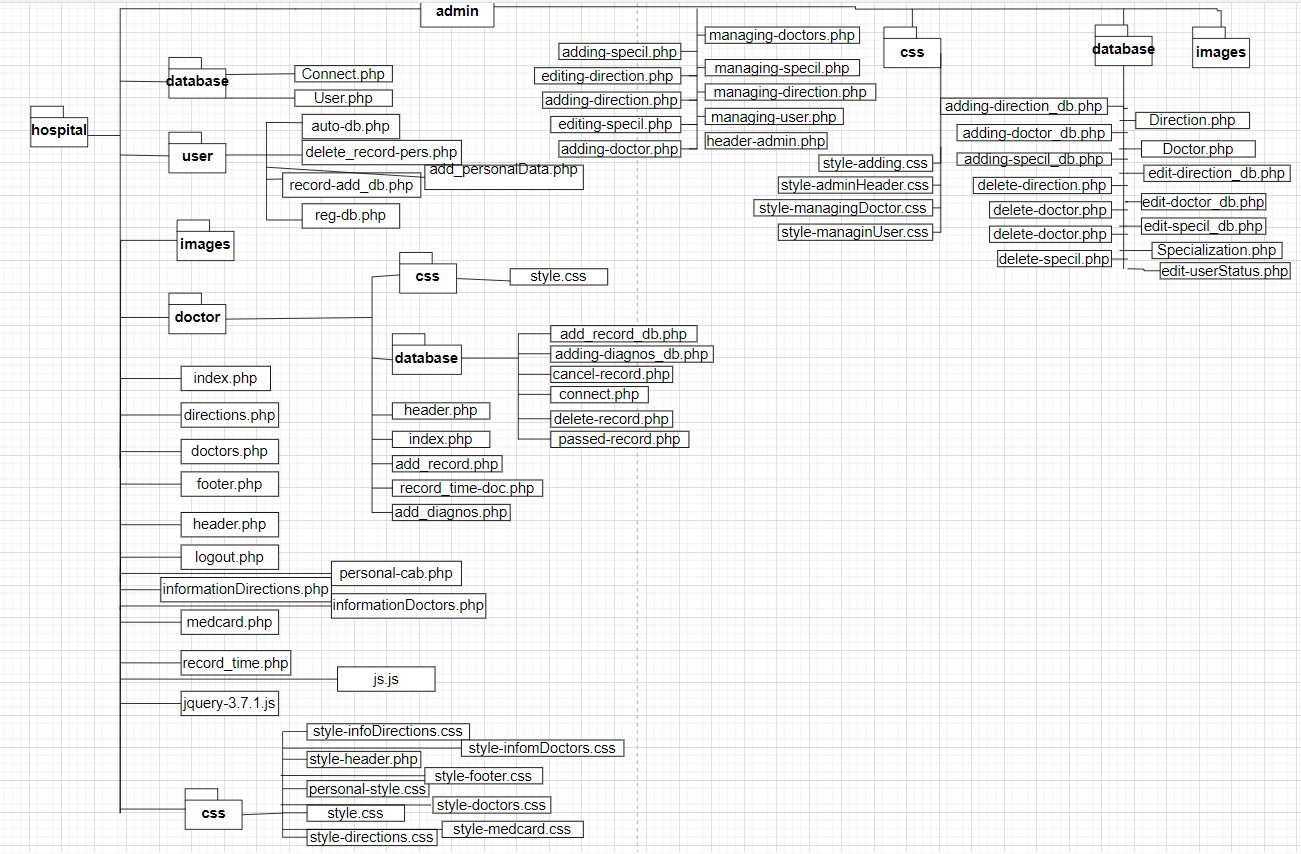 admin
managing-doctors.php
adding-specil.php
editing-direction.php
adding-direction.php
editing-specil.php
adding-doctor.php
managing-specil.php
managing-direction.php
managing-user.php
header-admin.php
css
style-adding.css
style-adminHeader.css
style-managingDoctor.css
style-managinUser.css
database
adding-direction_db.php
adding-doctor_db.php
adding-specil_db.php
delete-direction.php
delete-doctor.php
delete-doctor.php
delete-specil.php
Direction.php
Doctor.php
edit-direction_db.php
edit-doctor_db.php
edit-specil_db.php
Specialization.php
edit-userStatus.php
images
hospital
database
Connect.php
User.php
user
auto-db.php
delete_record-pers.php
add_personalData.php
record-add_db.php
reg-db.php
images
doctor
css
style.css
database
add_record_db.php
adding-diagnos_db.php
cancel-record.php
connect.php
delete-record.php
passed-record.php
header.php
index.php
add_record.php
record_time-doc.php
add_diagnos.php
index.php
directions.php
doctors.php
footer.php
header.php
logout.php
personal-cab.php
informationDirections.php
informationDoctors.php
medcard.php
record_time.php
js.js
jquery-3.7.1.js
css
style-infoDirections.css
style-infomDoctors.css
style-header.php
style-footer.css
personal-style.css
style-doctors.css
style.css
style-medcard.css
style-directions.css